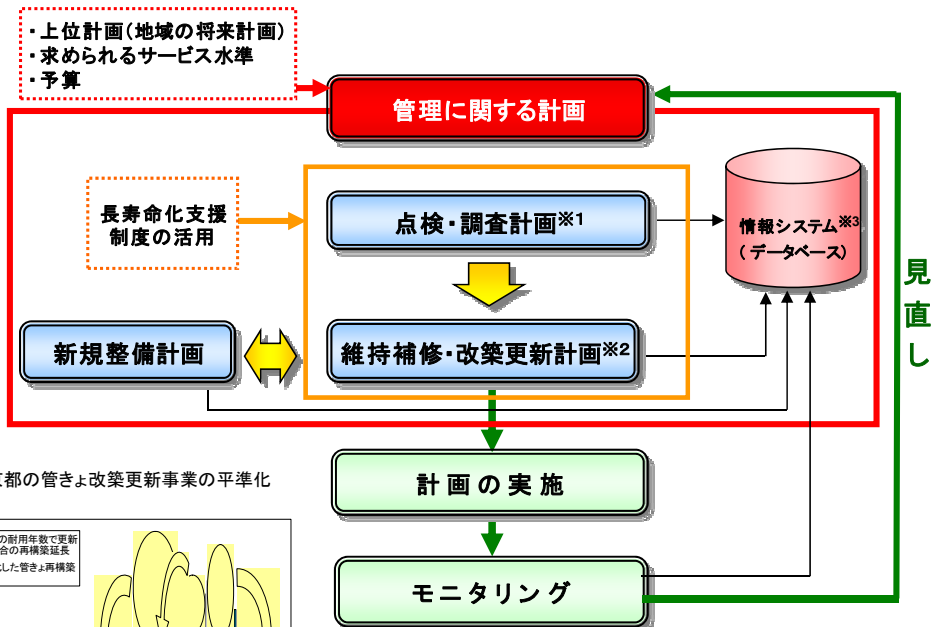 ・上位計画(地域の将来計画)
・求められるサービス水準
・予算
管理に関する計画
長寿命化支援
制度の活用
点検・調査計画※1
情報システム※3
(データベース)
見直し
新規整備計画
維持補修・改築更新計画※2
計画の実施
京都の管きょ改築更新事業の平準化
の耐用年数で更新
合の再構築延長
化した管きょ再構築
モニタリング